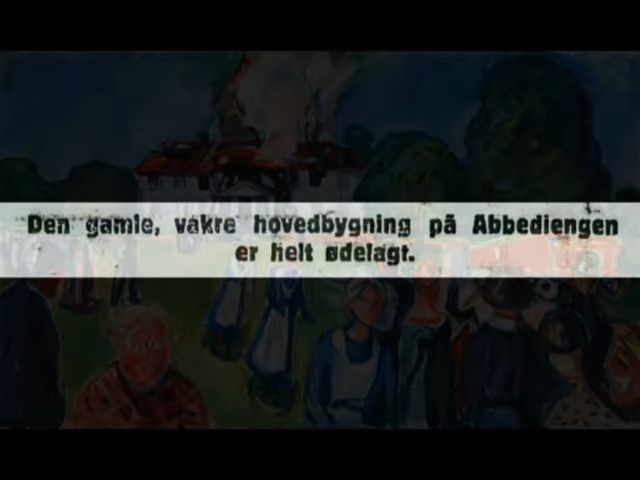 Den gamle, vakre hovedbygning på Abbediengen
er helt ødelagt.